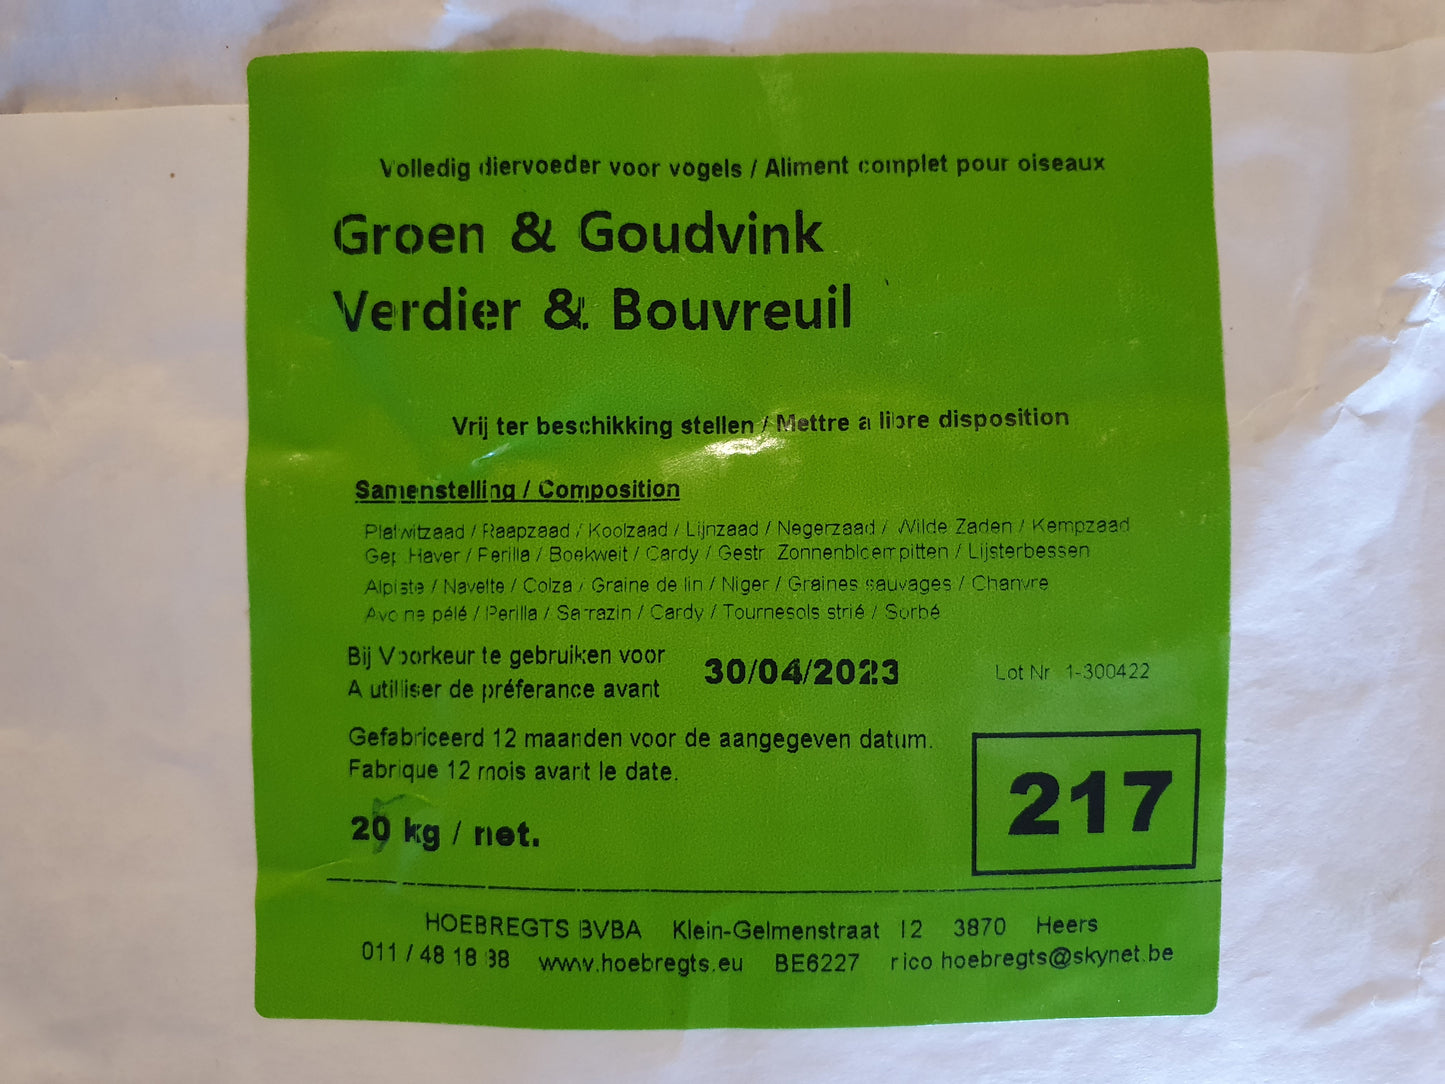 Volledig diervoeder voor vogels / Aliment complet pour oiseaux
Groen & Goudvink
Verdier & Bouvreuil
Vrij ter beschikking stellen / Mettre a libre disposition
Samenstelling / Composition
Platwitzaad / Raapzaad / Koolzaad / Lijnzaad / Negerzaad / Wilde Zaden / Kempzaad
Gep. Haver / Perilla / Boekweit / Cardy / Gestr. Zonnenbloempitten / Lijsterbessen
Alpiste / Navette / Colza / Graine de lin / Niger / Graines sauvages / Chanvre
Avoine pélé / Perilla / Sarrazin / Cardy / Tournesols strié / Sorbé
Bij Voorkeur te gebruiken voor
A utilliser de préferance avant
30/04/2023
Lot Nr 1-300422
Gefabriceerd 12 maanden voor de aangegeven datum.
Fabrique 12 mois avant le date.
217
kg / net.
HOEBREGTS BVBA Klein-Gelmenstraat 12 3870 Heers
011 / 48 18 88 www.hoebregts.eu BE6227 rico hoebregts@skynet.be